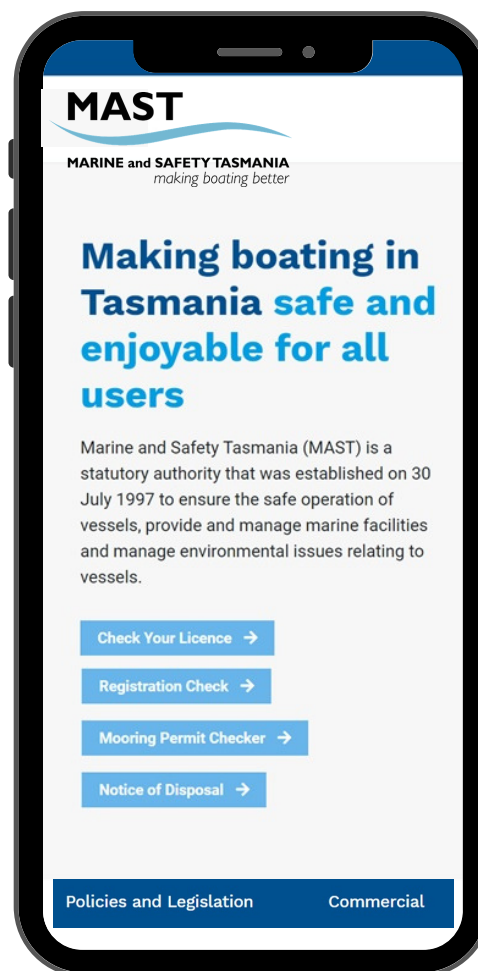 MAST
MARINE and SAFETY TASMANIA
making boating better
Making boating in
Tasmania safe and
enjoyable for all
users
Marine and Safety Tasmania (MAST) is a
statutory authority that was established on 30
July 1997 to ensure the safe operation of
vessels, provide and manage marine facilities
and manage environmental issues relating to
vessels.
Check Your Licence →
Registration Check →
Mooring Permit Checker →
Notice of Disposal →
Policies and Legislation Commercial